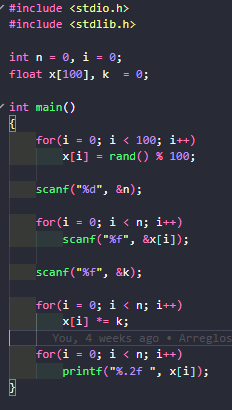 #include <stdio.h>
#include <stdlib.h>
int n = 0, i = 0;
float x[100], k  = 0;
int main()
{
    for(i = 0; i < 100; i++)
        x[i] = rand() % 100;
    scanf("%d", &n);
    for(i = 0; i < n; i++)
        scanf("%f", &x[i]);
    scanf("%f", &k);
    for(i = 0; i < n; i++)
        x[i] *= k;
You, 4 weeks ago • Arreglos
    for(i = 0; i < n; i++)
        printf("%.2f ", x[i]);
}